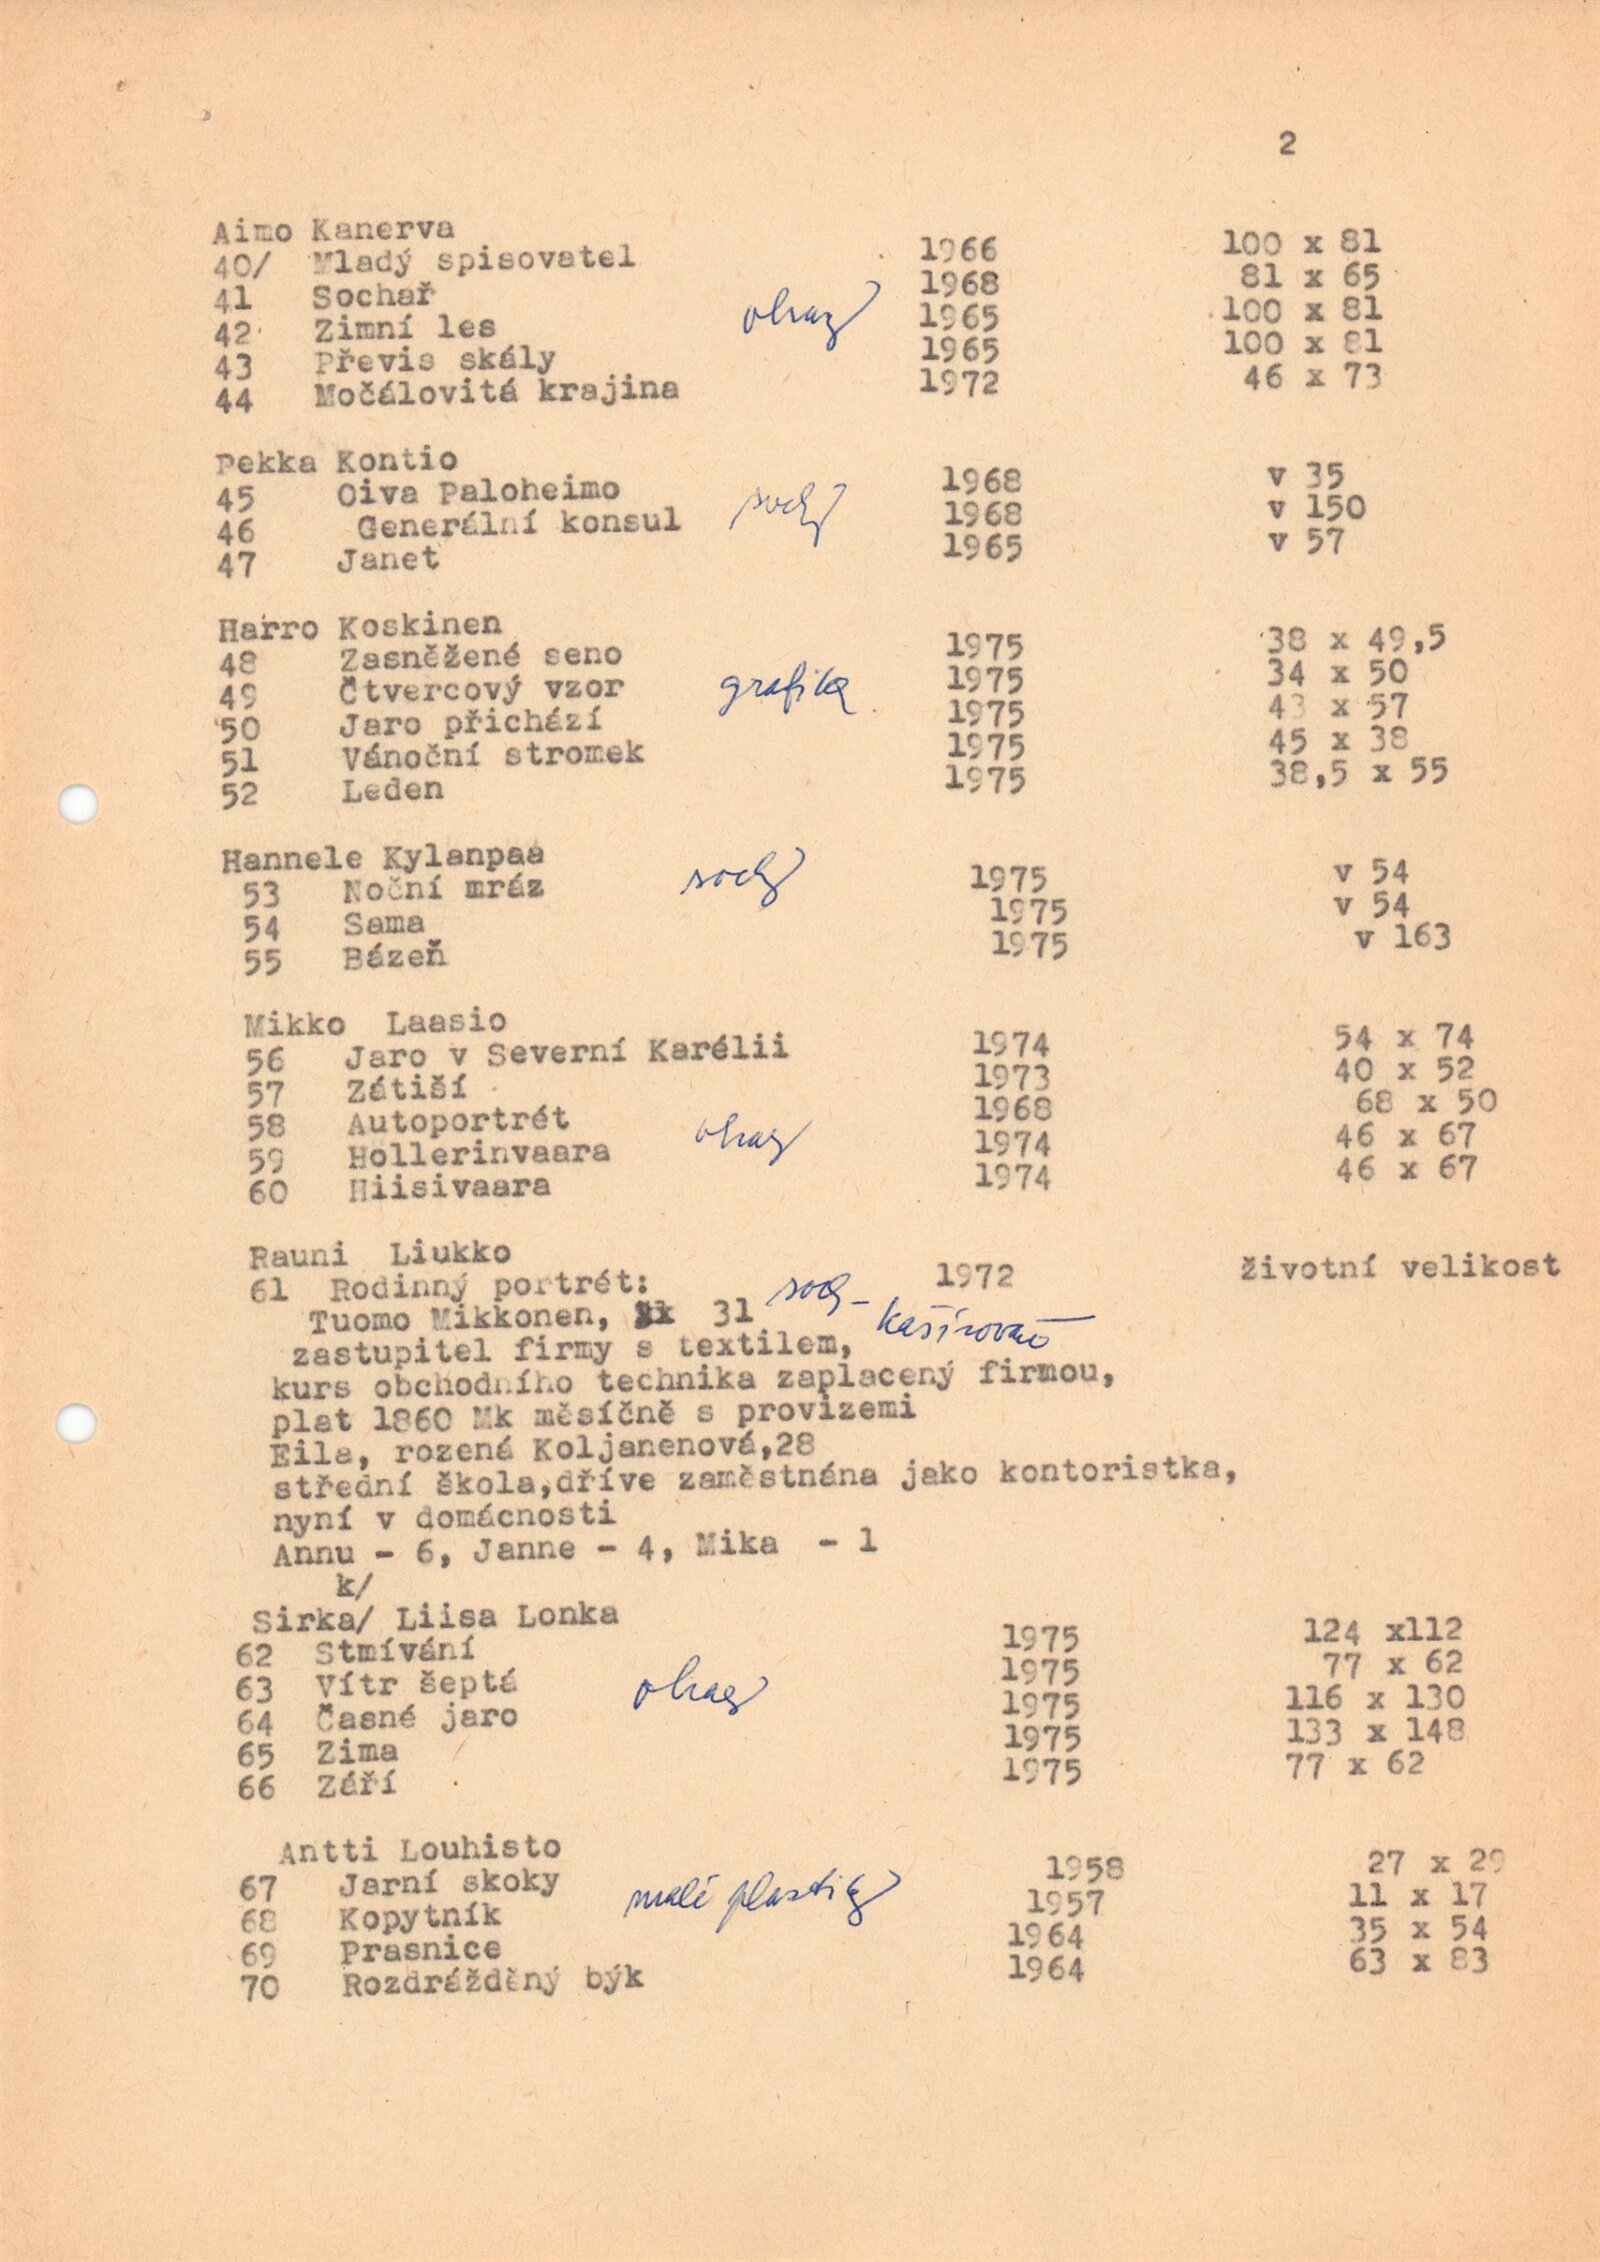 2
Aimo Kanerva
40/ Mladý spisovatel 1966 100 x 81
41 Sochař 1968 81 x 65
42 Zimní les obrazy 1965 100 x 81
43 Převis skály 1965 100 x 81
44 Močálovitá krajina 1972 46 x 73
Pekka Kontio
45 Oiva Paloheimo 1968 v 35
46 Generální konsul sochy 1968 v 150
47 Janet 1965 v 57
Harro Koskinen
48 Zasněžené seno 1975 38 x 49,5
49 Čtvercový vzor grafika 1975 34 x 50
50 Jaro přichází 1975 43 x 57
51 Vánoční stromek 1975 45 x 38
52 Leden 1975 38,5 x 55
Hannele Kylanpaa
53 Noční mráz sochy 1975 v 54
54 Sama 1975 v 54
55 Bázeň 1975 v 163
Mikko Laasio
56 Jaro v Severní Karélii 1974 54 x 74
57 Zátiší 1973 40 x 52
58 Autoportrét obrazy 1968 68 x 50
59 Hollerinvaara 1974 46 x 67
60 Hiisivaara 1974 46 x 67
Rauni Liukko
61 Rodinný portrét: soch- 1972 životní velikost
Tuomo Mikkonen, 31 kašírováno
zastupitel firmy s textilem,
kurs obchodního technika zaplacený firmou,
plat 1860 Mk měsíčně s provizemi
Eila, rozená Koljanenová,28
střední škola,dříve zaměstnána jako kontoristka,
nyní v domácnosti
Annu - 6, Janne - 4, Mika - 1
k/
Sirka/ Liisa Lonka
62 Stmívání 1975 124 x112
63 Vítr šeptá obrazy 1975 77 x 62
64 Časné jaro 1975 116 x 130
65 Zima 1975 133 x 148
66 Září 1975 77 x 62
Antti Louhisto
67 Jarní skoky malé plastiky 1958 27 x 29
68 Kopytník 1957 11 x 17
69 Prasnice 1964 35 x 54
70 Rozdrážděný býk 1964 63 x 83